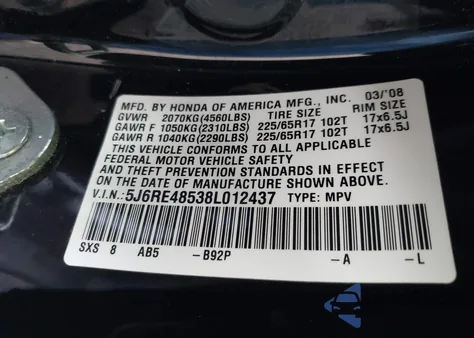 MFD. BY HONDA OF AMERICA MFG., INC. 03/'08
GVWR 2070KG(4560LBS) TIRE SIZE RIM SIZE
GAWR F 1050KG(2310LBS) 225/65R17 102T 17x6.5J
GAWR R 1040KG(2290LBS) 225/65R17 102T 17x6.5J
THIS VEHICLE CONFORMS TO ALL APPLICABLE
FEDERAL MOTOR VEHICLE SAFETY
AND THEFT PREVENTION STANDARDS IN EFFECT
ON THE DATE OF MANUFACTURE SHOWN ABOVE.
V.I.N.:5J6RE48538L012437 TYPE: MPV
SXS 8 AB5 -B92P -A -L